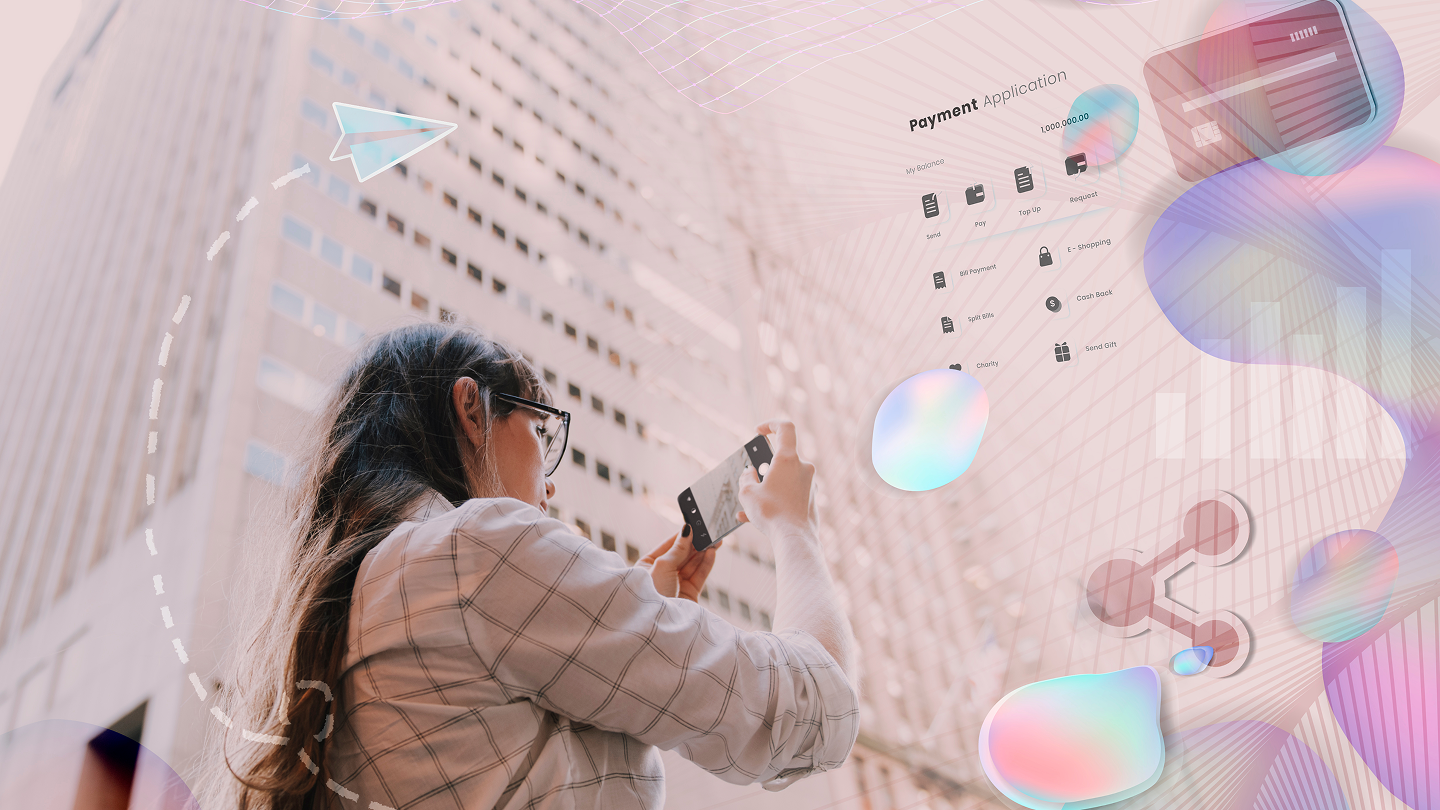 Payment Application
1,000,000.00
My Balance
Send
Pay
Top Up
Request
Bill Payment
E - Shopping
Split Bills
Cash Back
Charity
Send Gift